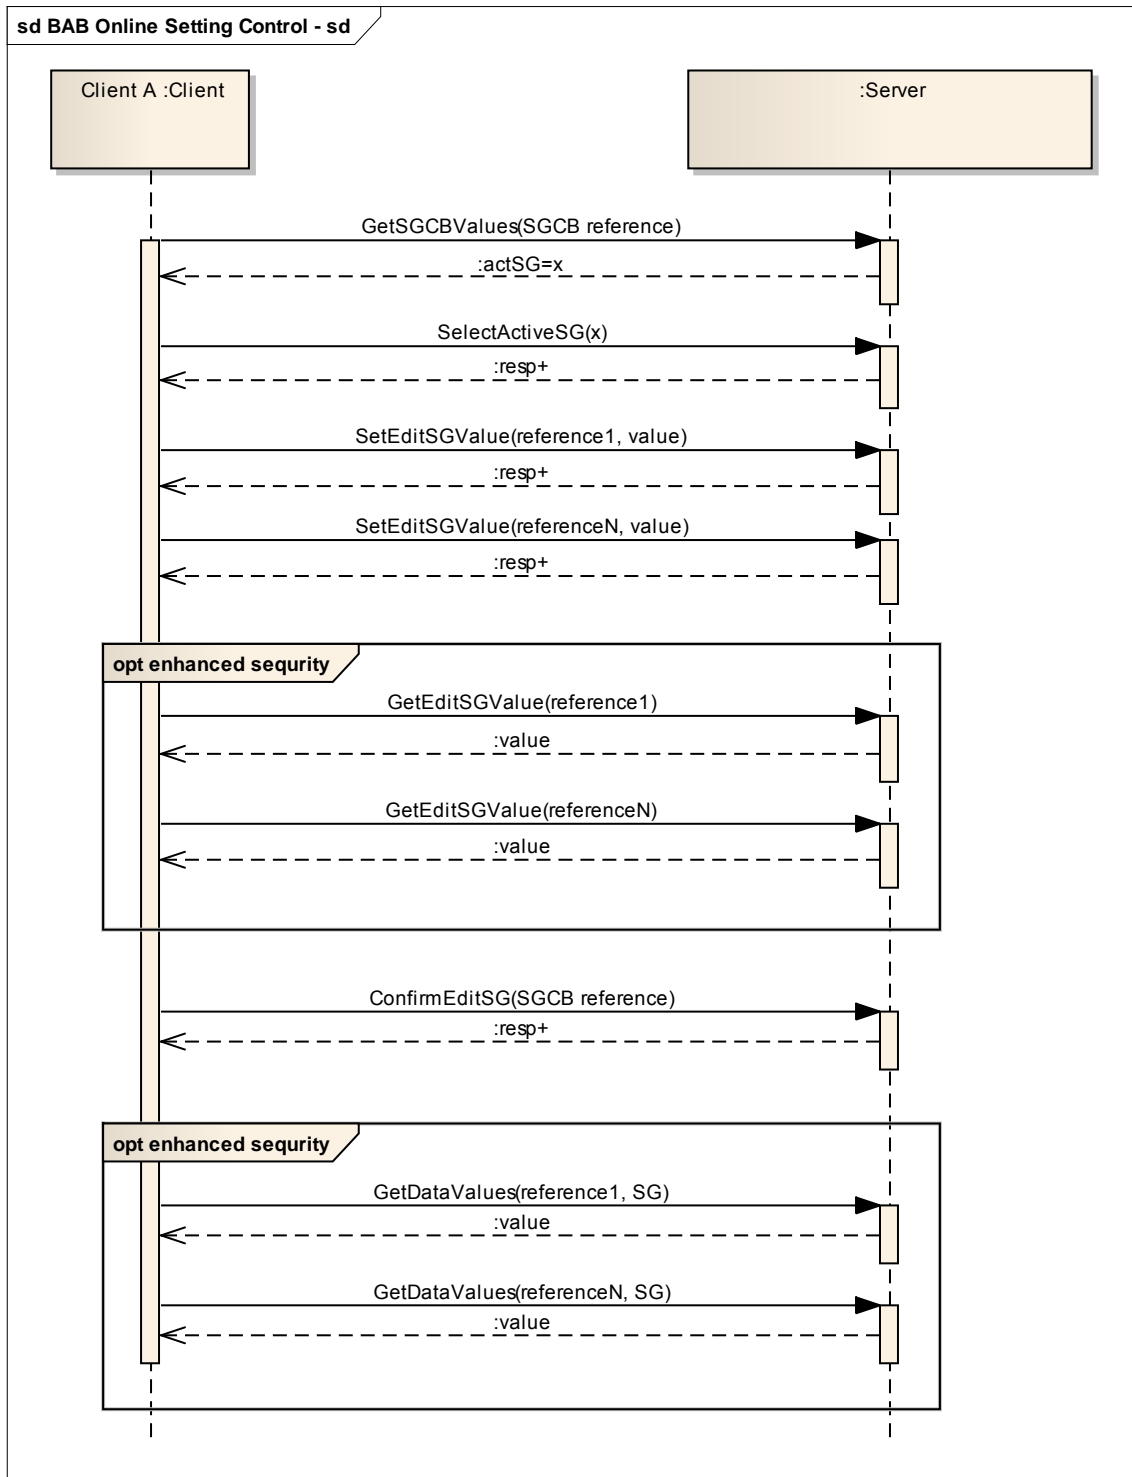 sd BAB Online Setting Control - sd
Client A :Client
:Server
GetSGCBValues(SGCB reference)
:actSG=x
SelectActiveSG(x)
:resp+
SetEditSGValue(reference1, value)
:resp+
SetEditSGValue(referenceN, value)
:resp+
opt enhanced sequrity
GetEditSGValue(reference1)
:value
GetEditSGValue(referenceN)
:value
ConfirmEditSG(SGCB reference)
:resp+
opt enhanced sequrity
GetDataValues(reference1, SG)
:value
GetDataValues(referenceN, SG)
:value